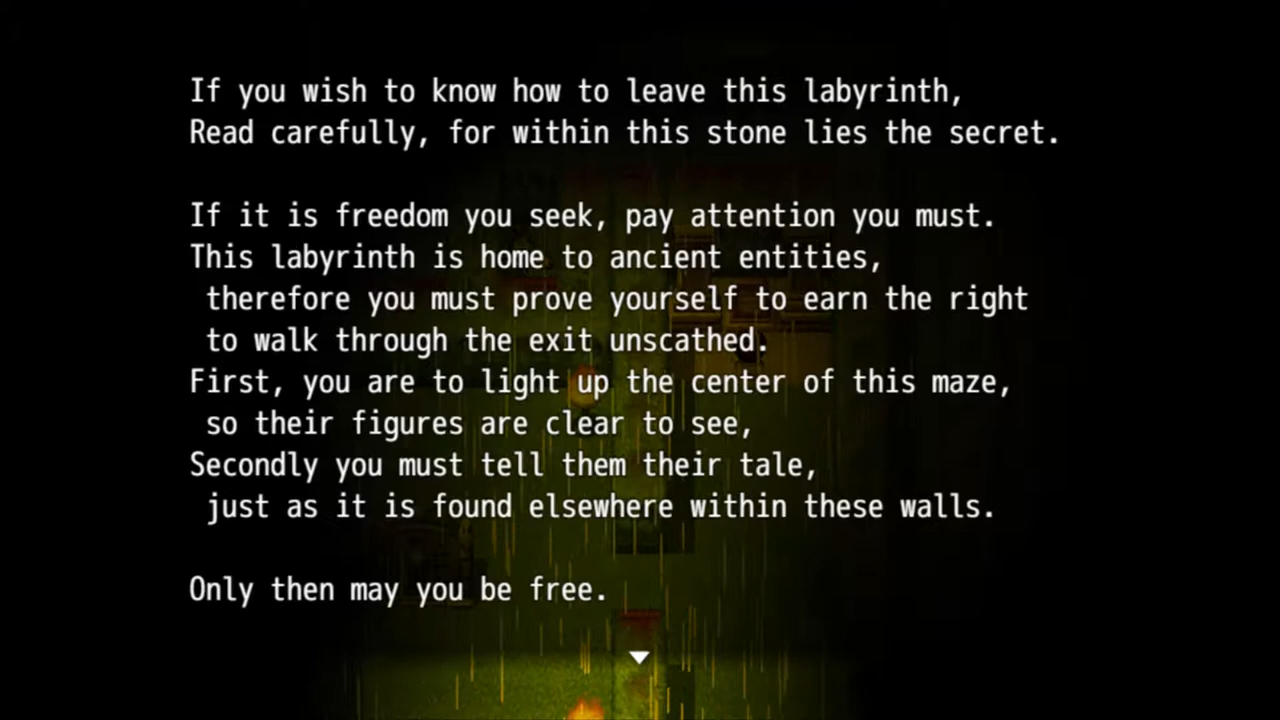 If you wish to know how to leave this labyrinth,
Read carefully, for within this stone lies the secret.
If it is freedom you seek, pay attention you must.
This labyrinth is home to ancient entities,
therefore you must prove yourself to earn the right
to walk through the exit unscathed.
First, you are to light up the center of this maze,
so their figures are clear to see,
Secondly you must tell them their tale,
just as it is found elsewhere within these walls.
Only then may you be free.